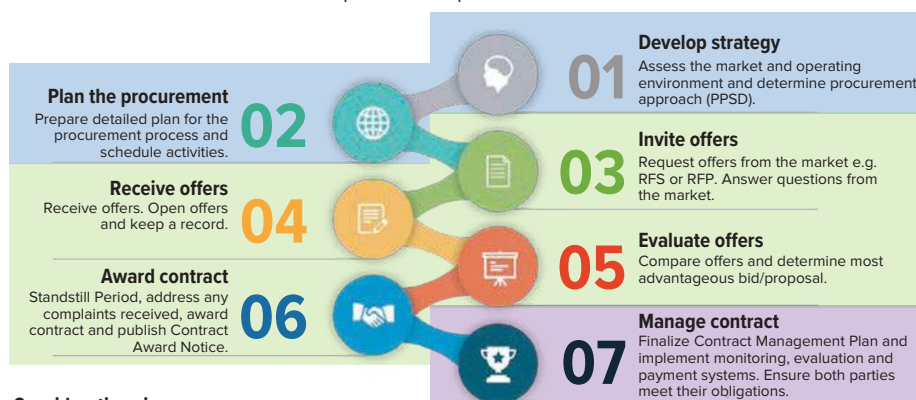 01
Develop strategy
Assess the market and operating
environment and determine procurement
approach (PPSD).
Plan the procurement
Prepare detailed plan for the
procurement process and
schedule activities.
02
Invite offers
03
Request offers from the market e.g.
RFS or RFP. Answer questions from
the market.
Receive offers
Receive offers. Open offers
and keep a record.
04
Evaluate offers
05
Compare offers and determine most
advantageous bid/proposal.
Award contract
Standstill Period, address any
complaints received, award
contract and publish Contract
Award Notice.
06
Manage contract
07
Finalize Contract Management Plan and
implement monitoring, evaluation and
payment systems. Ensure both parties
meet their obligations.